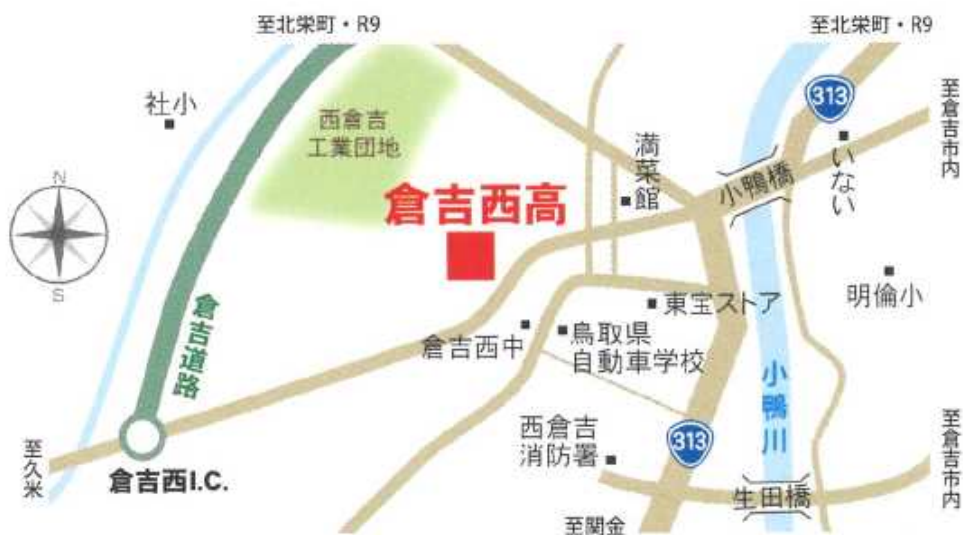 至北栄町・R9
至北栄町・R9
社小
西倉吉
工業団地
313
至倉吉市内
満菜館
小鴨橋
いない
倉吉西高
N
S
明倫小
東宝ストア
倉吉道路
倉吉西中
鳥取県
自動車学校
小鴨川
至久米
西倉吉
消防署
313
至倉吉市内
倉吉西I.C.
生田橋
至関金